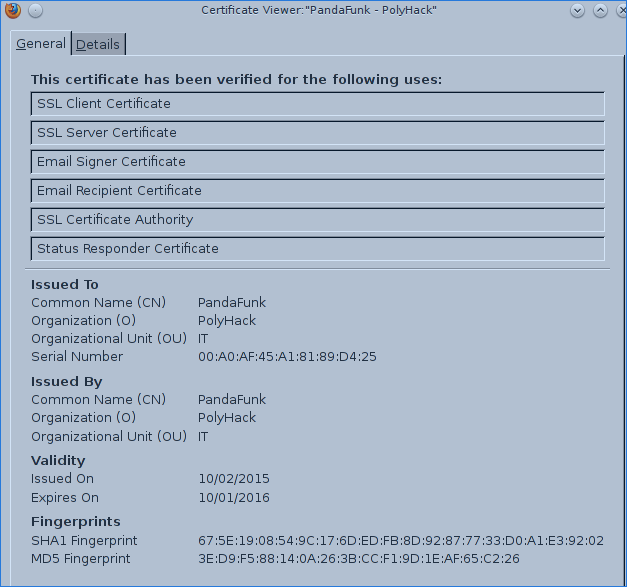 Certificate Viewer:"PandaFunk - PolyHack"
General Details
This certificate has been verified for the following uses:
SSL Client Certificate
SSL Server Certificate
Email Signer Certificate
Email Recipient Certificate
SSL Certificate Authority
Status Responder Certificate
Issued To
Common Name (CN) PandaFunk
Organization (O) PolyHack
Organizational Unit (OU) IT
Serial Number 00:A0:AF:45:A1:81:89:D4:25
Issued By
Common Name (CN) PandaFunk
Organization (O) PolyHack
Organizational Unit (OU) IT
Validity
Issued On 10/02/2015
Expires On 10/01/2016
Fingerprints
SHA1 Fingerprint 67:5E:19:08:54:9C:17:6D:ED:FB:8D:92:87:77:33:D0:A1:E3:92:02
MD5 Fingerprint 3E:D9:F5:88:14:0A:26:3B:CC:F1:9D:1E:AF:65:C2:26